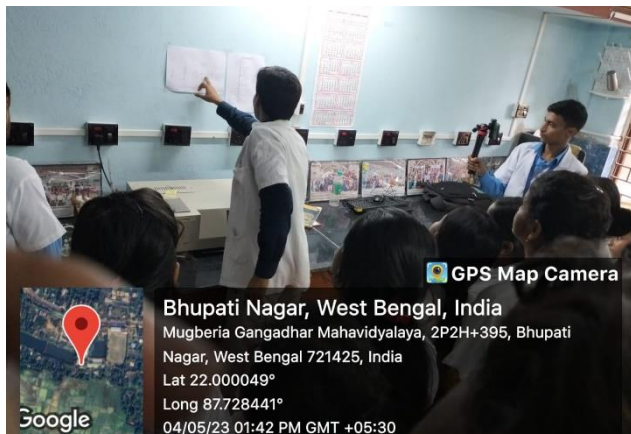 GPS Map Camera
Bhupati Nagar, West Bengal, India
Mugberia Gangadhar Mahavidyalaya, 2P2H+395, Bhupati
Nagar, West Bengal 721425, India
Lat 22.000049°
Long 87.728441°
04/05/23 01:42 PM GMT +05:30
Google